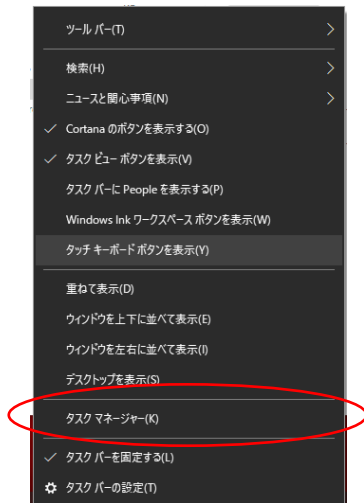 ツール バー(T)
検索(H)
ニュースと関心事項(N)
Cortana のボタンを表示する(O)
タスク ビュー ボタンを表示(V)
タスク バーに People を表示する(P)
Windows Ink ワークスペース ボタンを表示(W)
タッチ キーボード ボタンを表示(Y)
重ねて表示(D)
ウィンドウを上下に並べて表示(E)
ウィンドウを左右に並べて表示(I)
デスクトップを表示(S)
タスク マネージャー(K)
タスク バーを固定する(L)
タスク バーの設定(T)